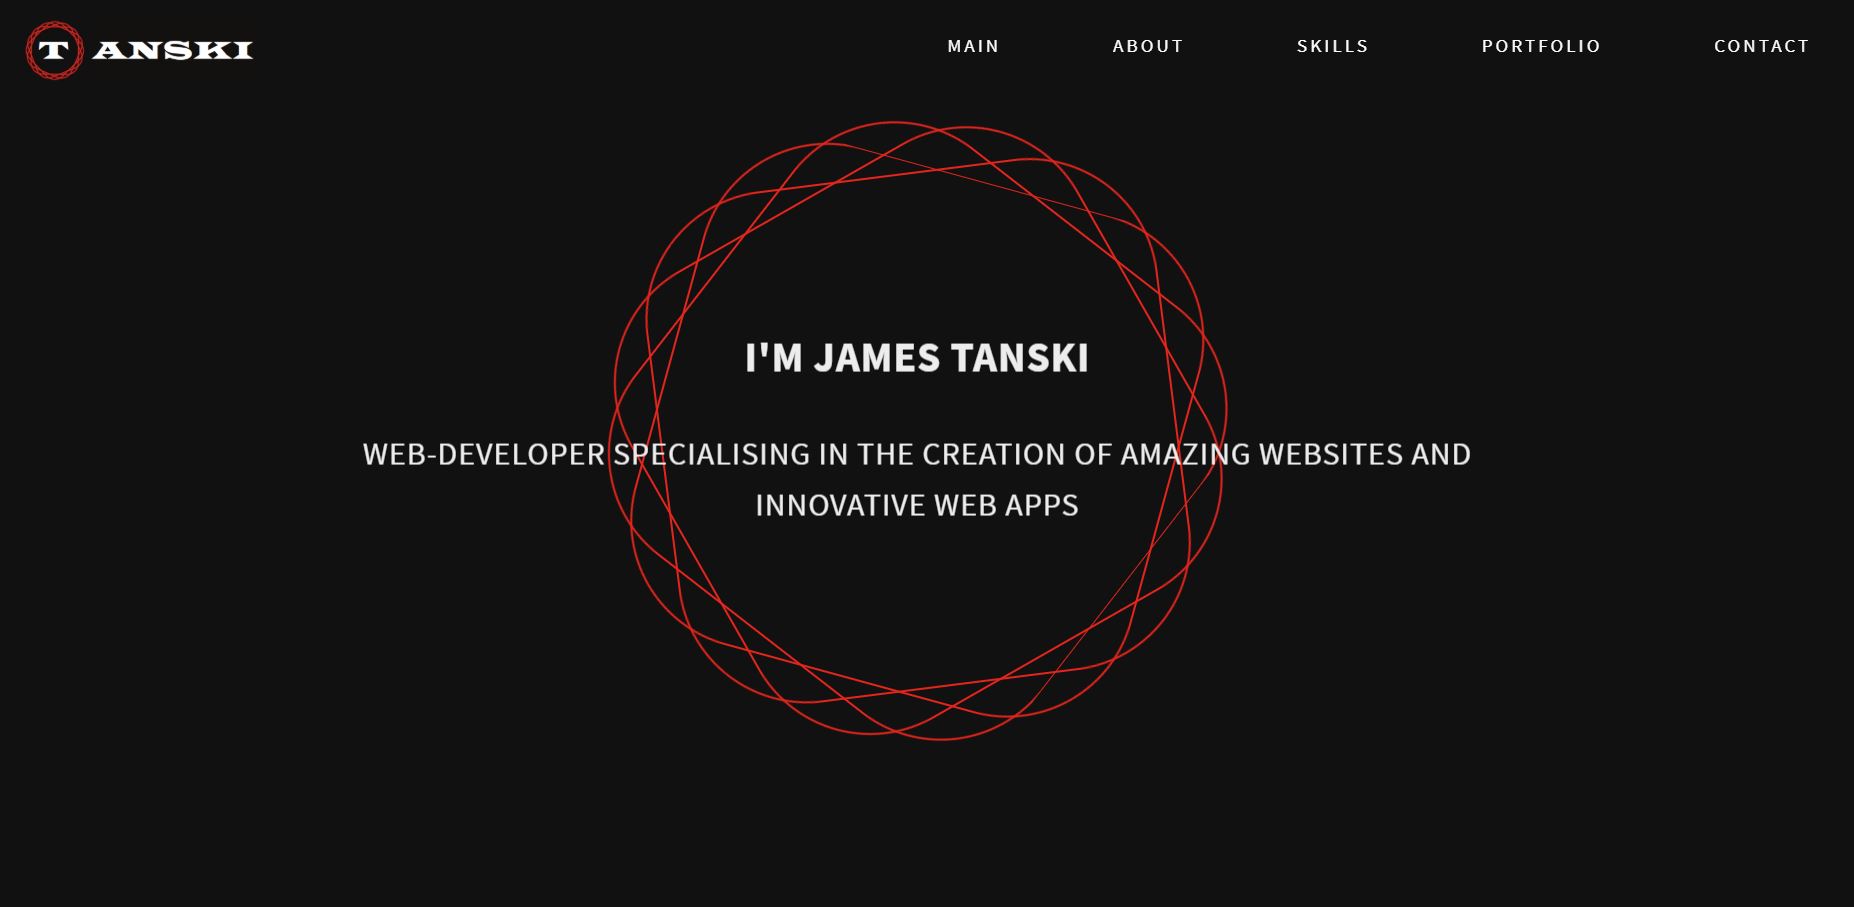 TANSKI
MAIN ABOUT SKILLS PORTFOLIO CONTACT
I'M JAMES TANSKI
WEB-DEVELOPER SPECIALISING IN THE CREATION OF AMAZING WEBSITES AND
INNOVATIVE WEB APPS